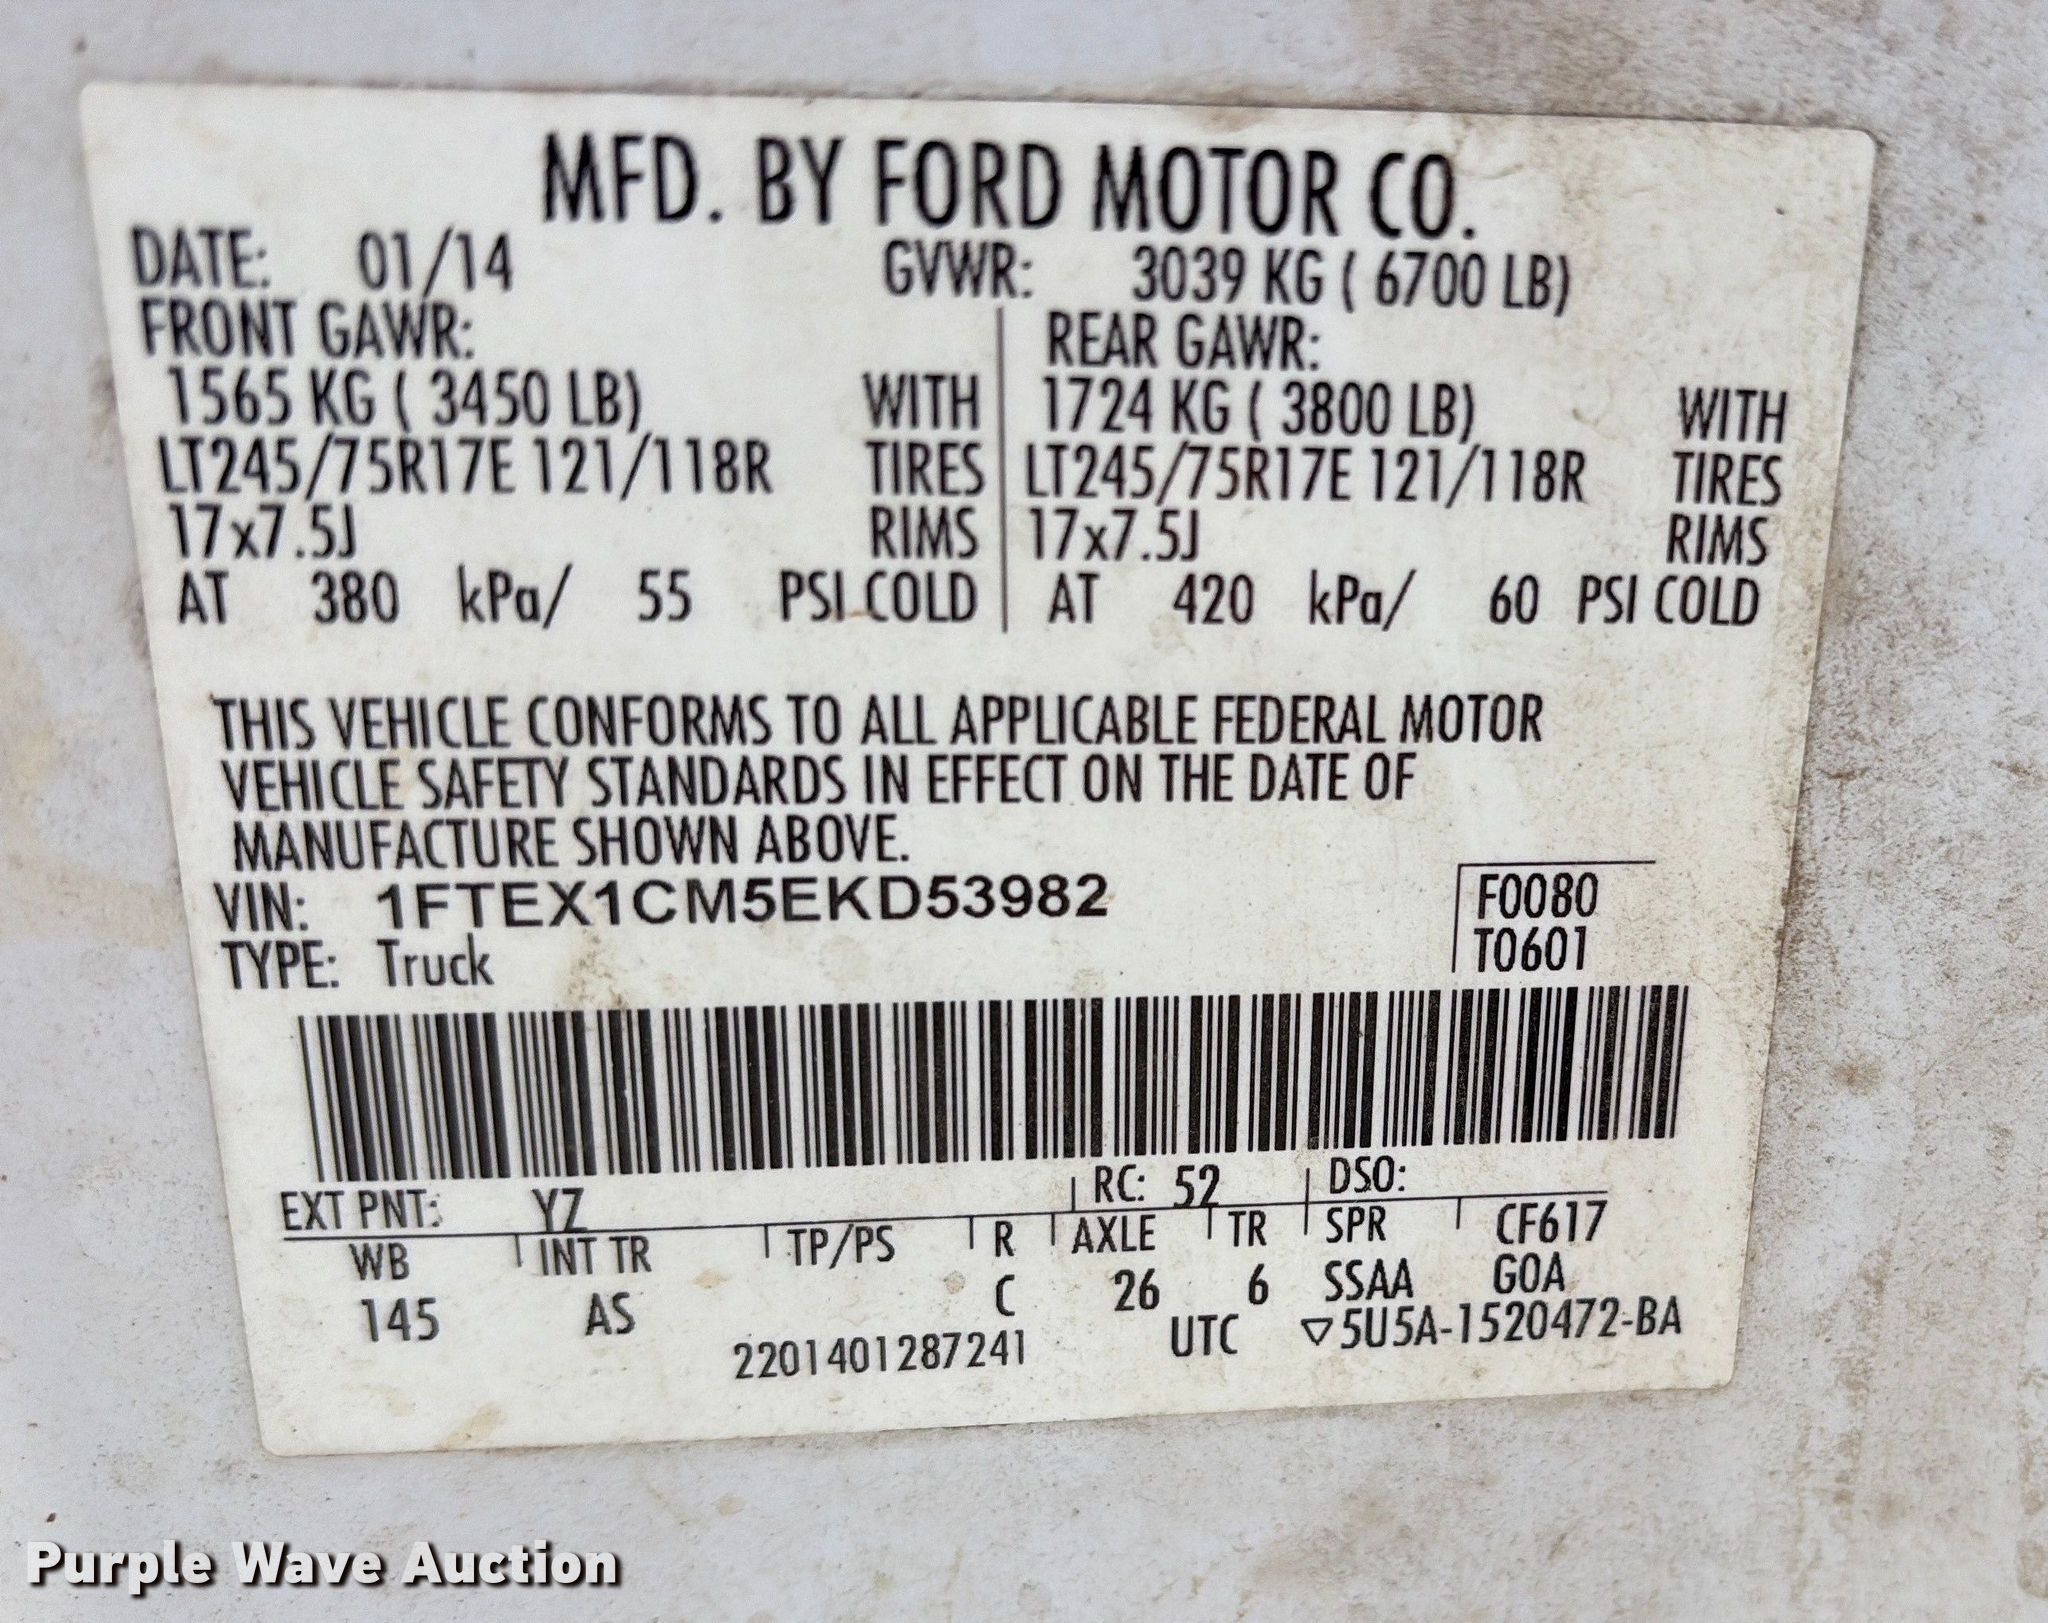 MFD. BY FORD MOTOR CO.
DATE: 01/14 GVWR: 3039 KG ( 6700 LB)
FRONT GAWR: REAR GAWR:
1565 KG ( 3450 LB) WITH 1724 KG ( 3800 LB) WITH
LT245/75R17E 121/118R TIRES LT245/75R17E 121/118R TIRES
17x7.5J RIMS 17x7.5J RIMS
AT 380 kPa/ 55 PSI COLD AT 420 kPa/ 60 PSI COLD
THIS VEHICLE CONFORMS TO ALL APPLICABLE FEDERAL MOTOR
VEHICLE SAFETY STANDARDS IN EFFECT ON THE DATE OF
MANUFACTURE SHOWN ABOVE.
VIN: 1FTEX1CM5EKD53982 F0080
TYPE: Truck T0601
EXT PNT: YZ RC: 52 DSO:
WB INT TR TP/PS R AXLE TR SPR CF617
145 AS C 26 6 SSAA GOA
2201401287241 UTC ▽5U5A-1520472-BA
Purple Wave Auction